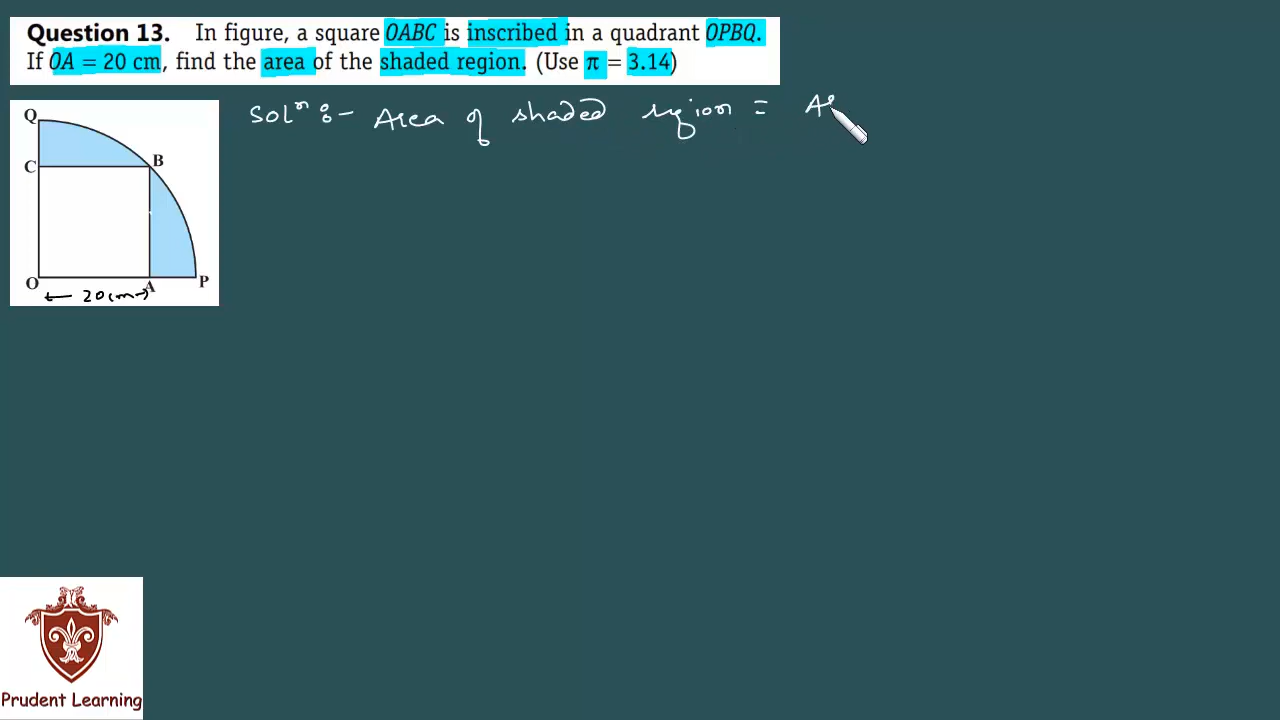 Question 13. In figure, a square OABC is inscribed in a quadrant OPBQ.
If OA = 20 cm, find the area of the shaded region. (Use π = 3.14)
Solⁿ :- Area of shaded region = Ar
Q
C
B
O
A
P
← 20cm →
Prudent Learning